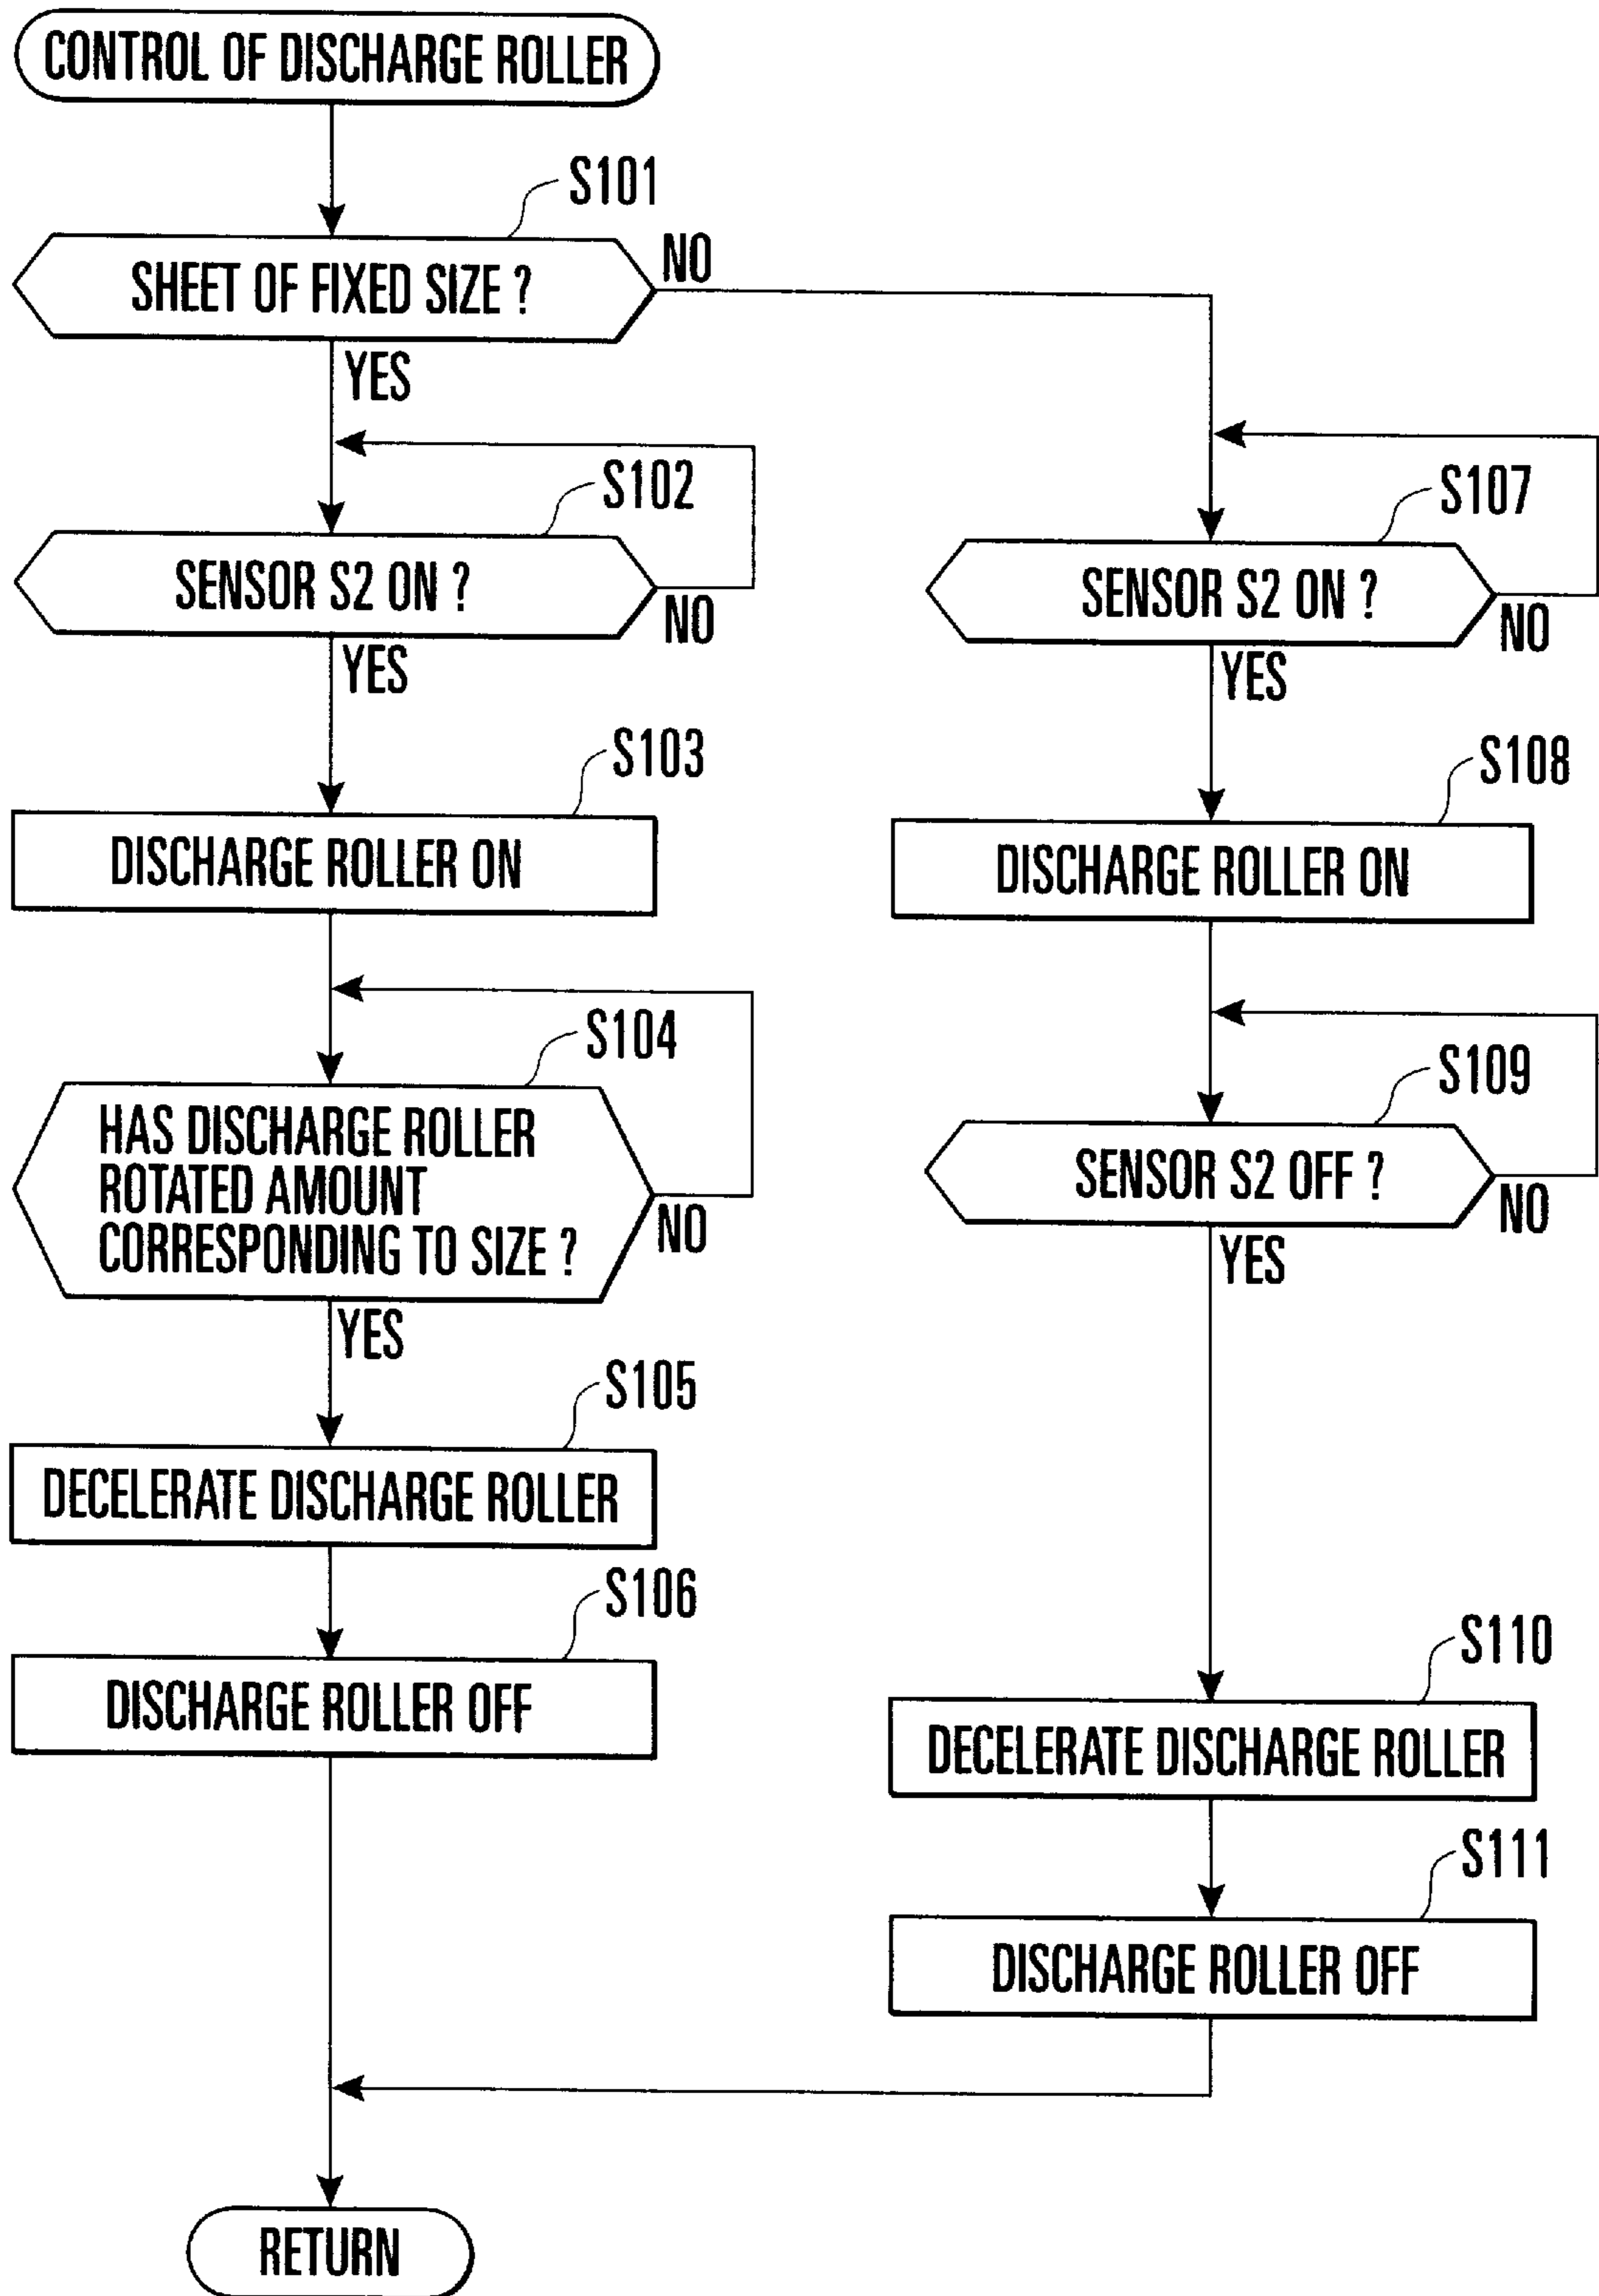 CONTROL OF DISCHARGE ROLLER
S101
SHEET OF FIXED SIZE ?
NO
YES
S102
SENSOR S2 ON ?
NO
YES
S103
DISCHARGE ROLLER ON
S104
HAS DISCHARGE ROLLER
ROTATED AMOUNT
CORRESPONDING TO SIZE ?
NO
YES
S105
DECELERATE DISCHARGE ROLLER
S106
DISCHARGE ROLLER OFF
S107
SENSOR S2 ON ?
NO
YES
S108
DISCHARGE ROLLER ON
S109
SENSOR S2 OFF ?
NO
YES
S110
DECELERATE DISCHARGE ROLLER
S111
DISCHARGE ROLLER OFF
RETURN